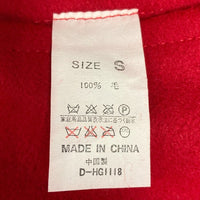 SIZE S
100% 毛
MADE IN CHINA
中国製
D-HG1118